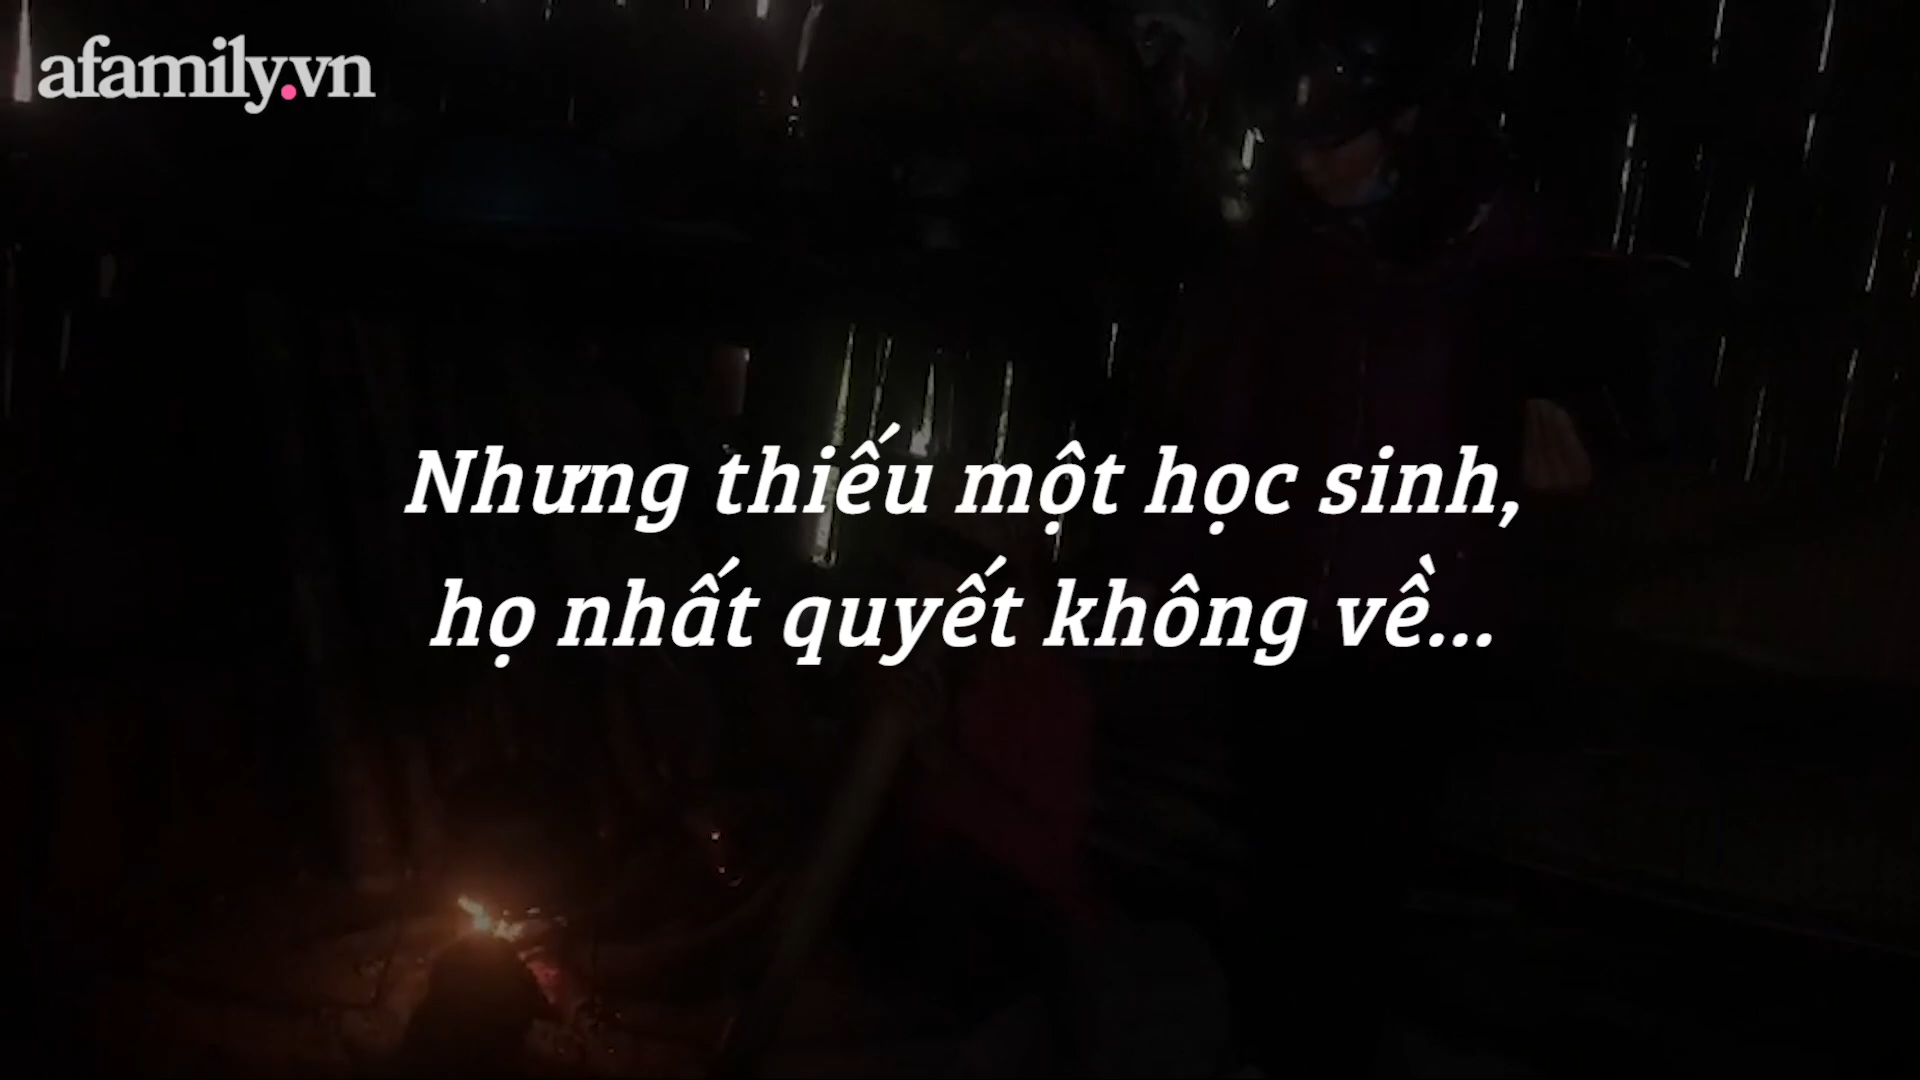 afamily.vn
Nhưng thiếu một học sinh,
họ nhất quyết không về...